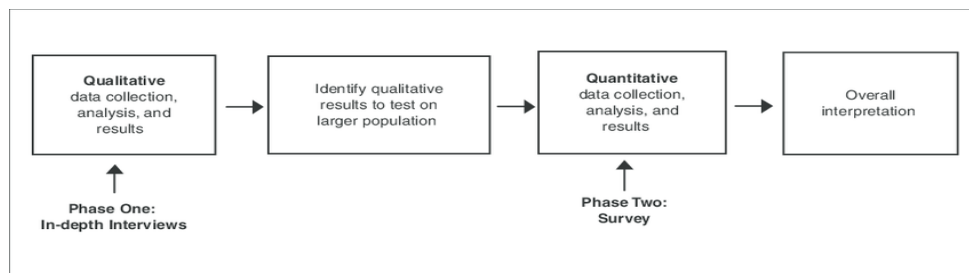 Qualitative
data collection,
analysis, and
results
Identify qualitative
results to test on
larger population
Quantitative
data collection,
analysis, and
results
Overall
interpretation
Phase One:
In-depth Interviews
Phase Two:
Survey